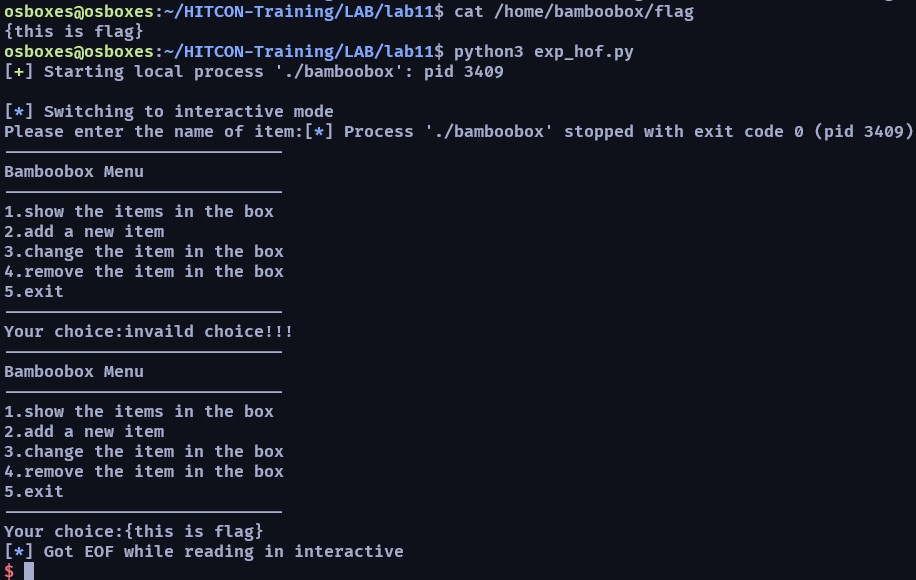 osboxes@osboxes:~/HITCON-Training/LAB/lab11$ cat /home/bamboobox/flag
{this is flag}
osboxes@osboxes:~/HITCON-Training/LAB/lab11$ python3 exp_hof.py
[+] Starting local process './bamboobox': pid 3409
[*] Switching to interactive mode
Please enter the name of item:[*] Process './bamboobox' stopped with exit code 0 (pid 3409)
----------------------------
Bamboobox Menu
----------------------------
1.show the items in the box
2.add a new item
3.change the item in the box
4.remove the item in the box
5.exit
----------------------------
Your choice:invaild choice!!!
----------------------------
Bamboobox Menu
----------------------------
1.show the items in the box
2.add a new item
3.change the item in the box
4.remove the item in the box
5.exit
----------------------------
Your choice:{this is flag}
[*] Got EOF while reading in interactive
$